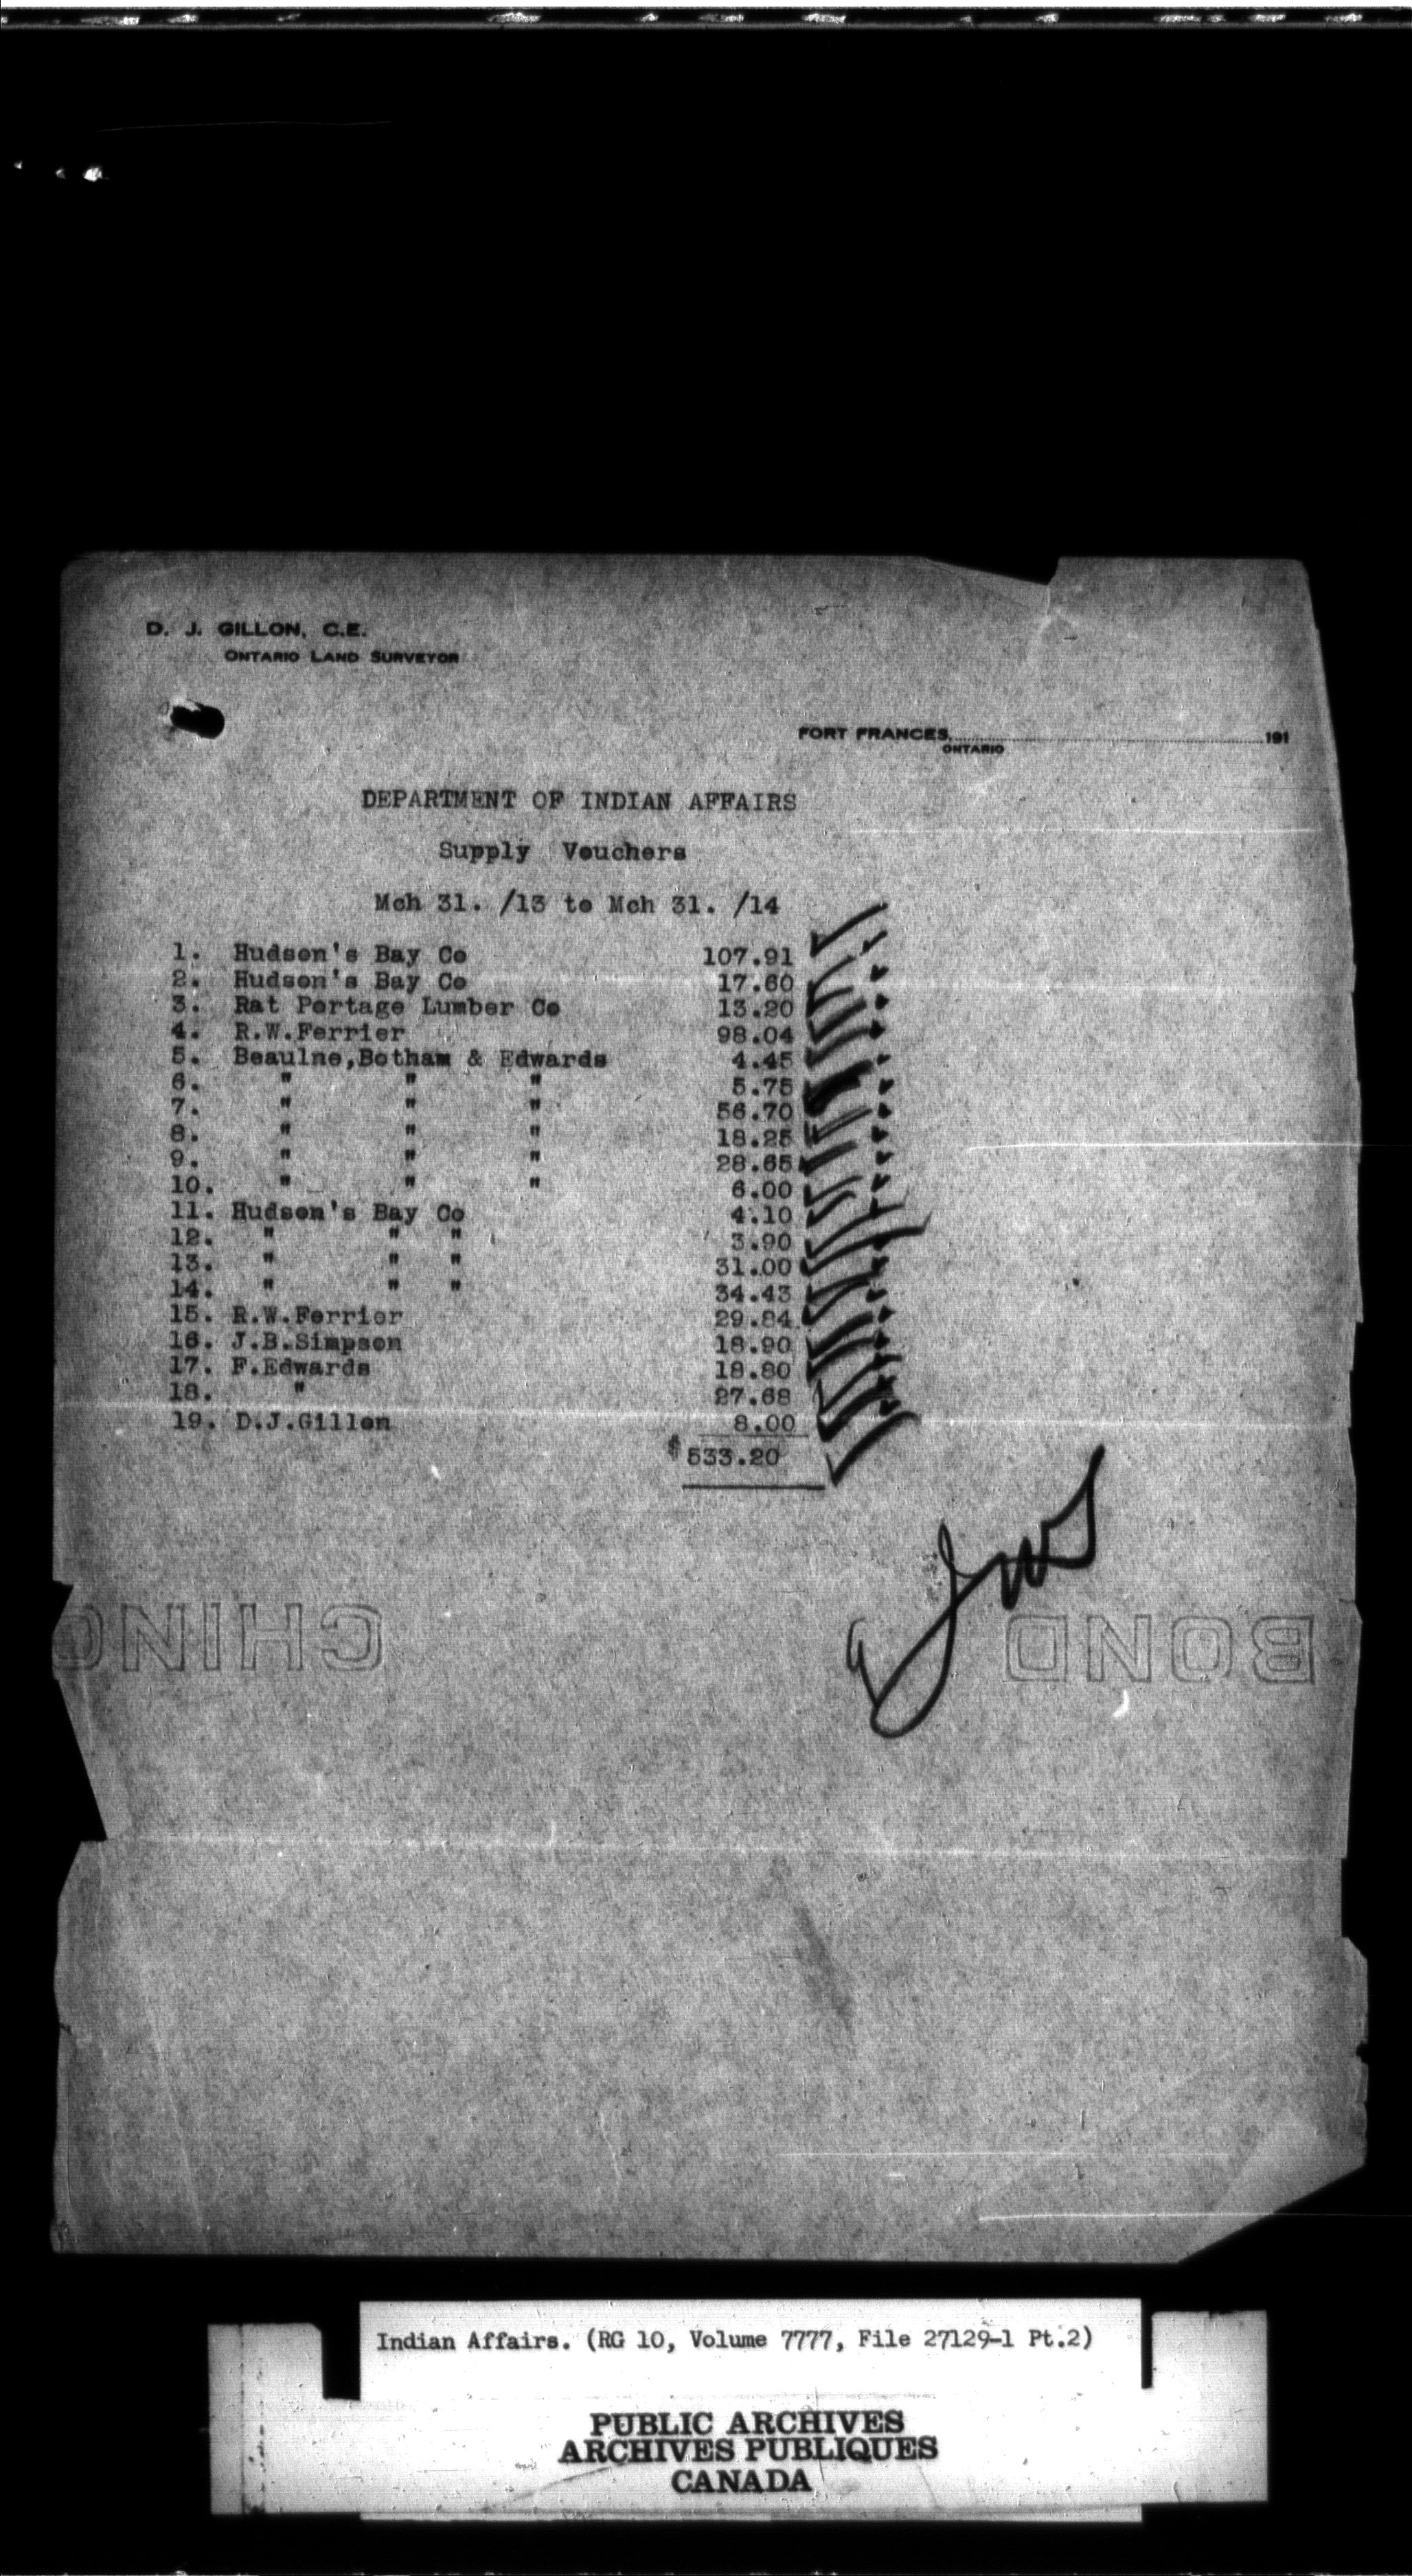 D. J. GILLON, C.E.
ONTARIO LAND SURVEYOR
FORT FRANCES, 191
ONTARIO
DEPARTMENT OF INDIAN AFFAIRS
Supply Vouchers
Mch 31. /13 to Mch 31. /14
1. Hudson's Bay Co 107.91
2. Hudson's Bay Co 17.60
3. Rat Portage Lumber Co 13.20
4. R.W.Ferrier 98.04
5. Beaulne,Botham & Edwards 4.45
6. " " " 5.75
7. " " " 56.70
8. " " " 18.25
9. " " " 28.65
10. " " " 6.00
11. Hudson's Bay Co 4.10
12. " " " 3.90
13. " " " 31.00
14. " " " 34.43
15. R.W.Ferrier 29.84
16. J.B.Simpson 18.90
17. F.Edwards 18.80
18. " 27.68
19. D.J.Gillon 8.00
$ 533.20
BOND
Indian Affairs. (RG 10, Volume 7777, File 27129-1 Pt.2)
PUBLIC ARCHIVES
ARCHIVES PUBLIQUES
CANADA